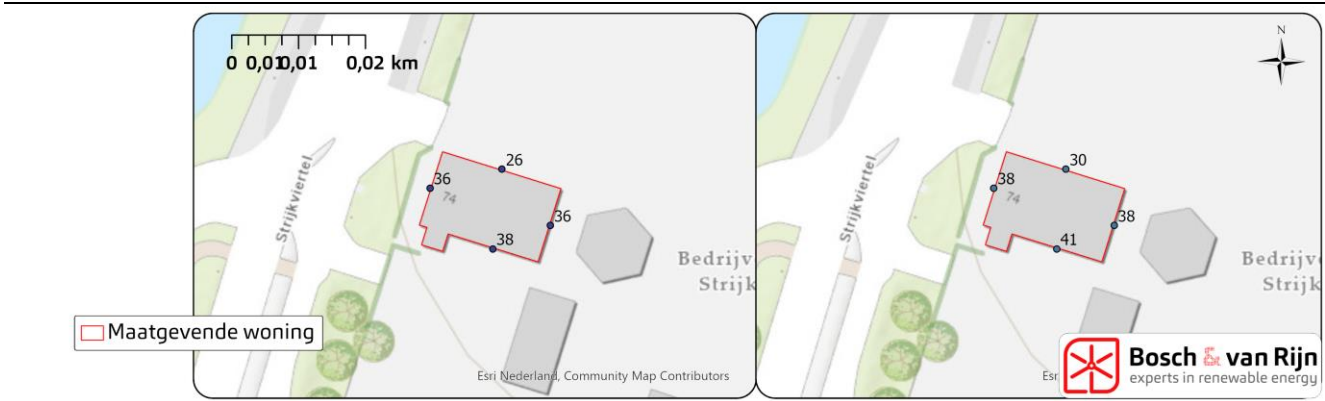 0 0,01 0,01 0,02 km
N
Strijkviertel
26
36
74
36
38
Bedrijv
Strijk
Esri Nederland, Community Map Contributors
Maatgevende woning
Strijkviertel
30
38
74
38
41
Bedrijv
Strijk
Esr
Bosch & van Rijn
experts in renewable energy